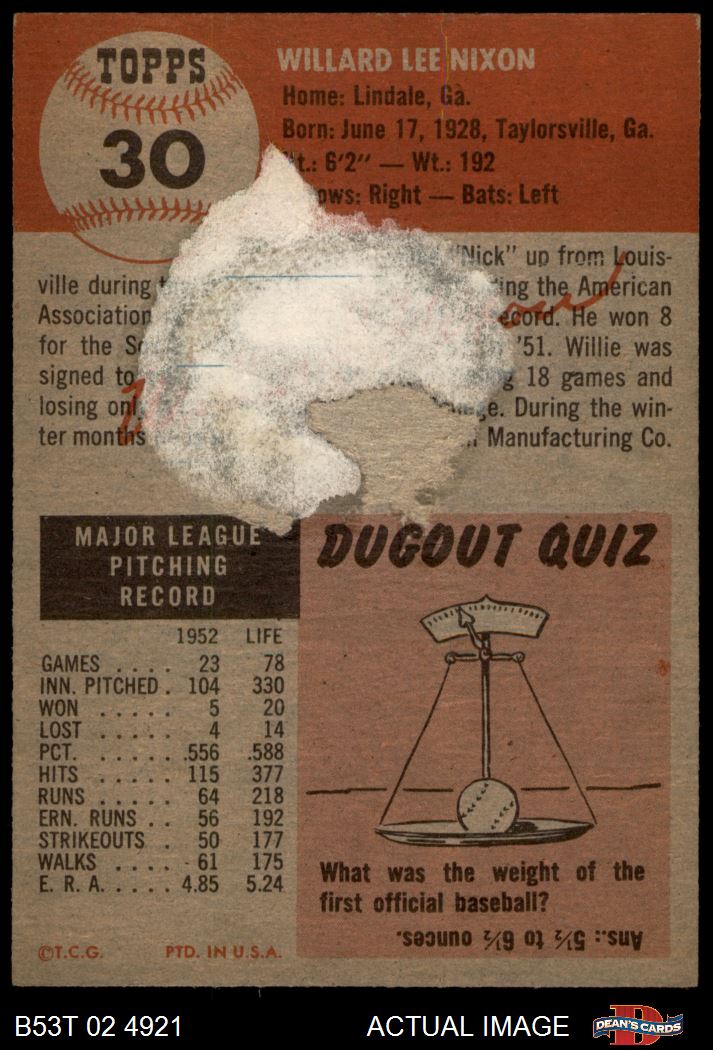 TOPPS
30
WILLARD LEE NIXON
Home: Lindale, Ga.
Born: June 17, 1928, Taylorsville, Ga.
t.: 6'2" — Wt.: 192
ows: Right — Bats: Left
"Nick" up from Louis-
ville during ing the American
Association ecord. He won 8
for the '51. Willie was
signed to 18 games and
losing During the win-
ter months Manufacturing Co.
MAJOR LEAGUE
PITCHING
RECORD
1952 LIFE
GAMES .... 23 78
INN. PITCHED. 104 330
WON ..... 5 20
LOST ..... 4 14
PCT. ..... .556 .588
HITS ..... 115 377
RUNS ..... 64 218
ERN. RUNS .. 56 192
STRIKEOUTS . 50 177
WALKS .... 61 175
E. R. A. .... 4.85 5.24
©T.C.G. PTD. IN U.S.A.
DUGOUT QUIZ
What was the weight of the
first official baseball?
Ans.: 5½ to 6½ ounces.
B53T 02 4921 ACTUAL IMAGE
D
DEAN'S CARDS